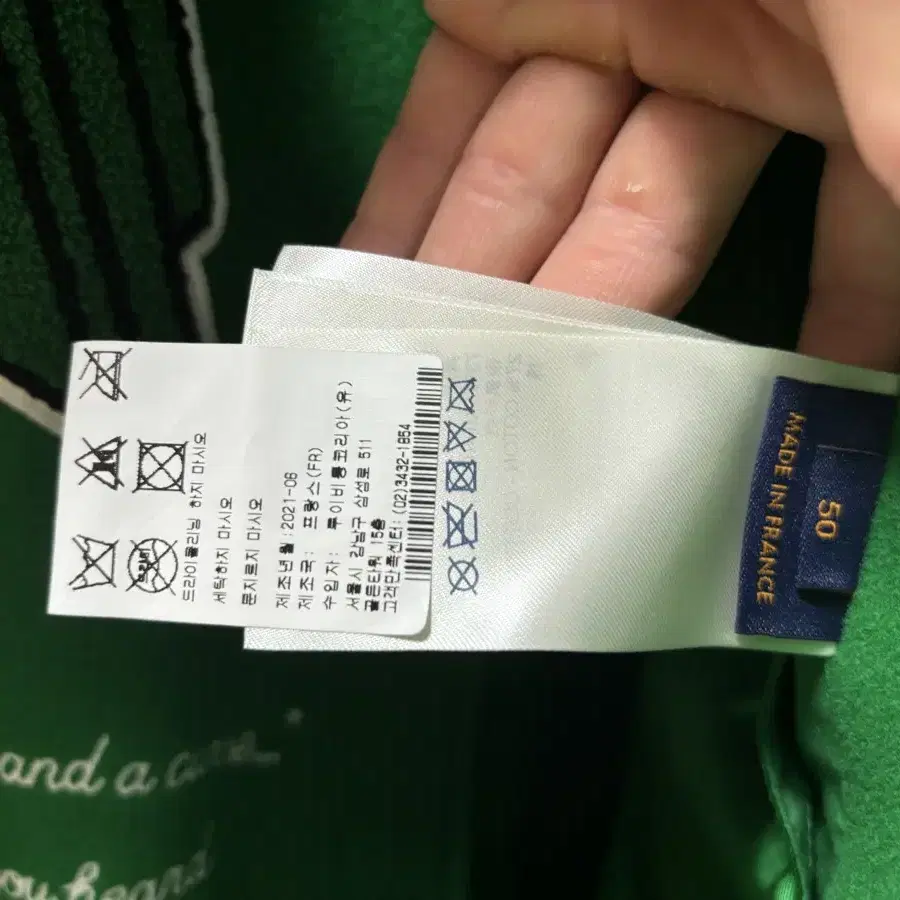 드라이클리닝 하지 마시오
세탁하지 마시오
문지르지 마시오
제조년월:2021-06
제조국: 프랑스(FR)
수입자: 루이비통코리아(유)
서울시 강남구 삼성로 511
골든타워 15층
고객만족센터: (02)3432-1854
MADE IN FRANCE
50
and a
you heard